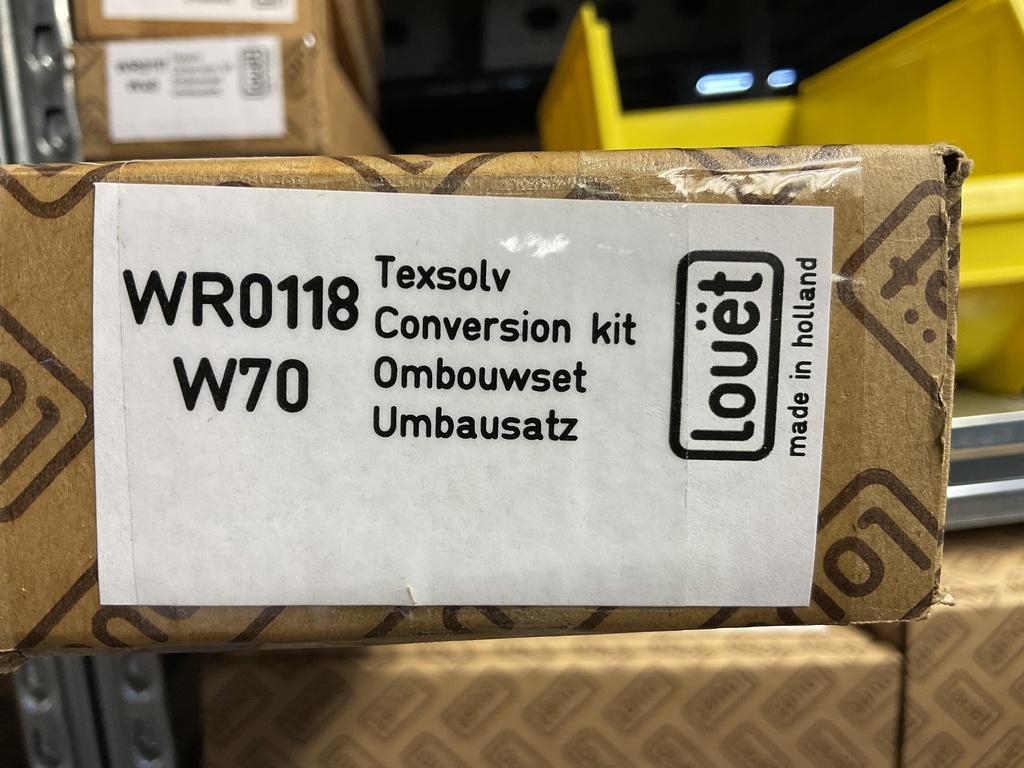 WR0118
W70
Texsolv
Conversion kit
Ombouwset
Umbausatz
louët
made in holland